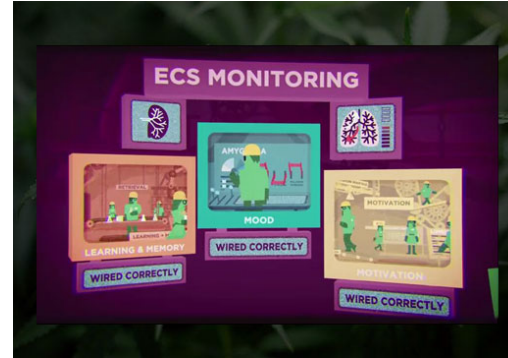 ECS MONITORING
AMYGDALA
MOOD
WIRED CORRECTLY
RETRIEVAL
LEARNING
LEARNING & MEMORY
WIRED CORRECTLY
MOTIVATION
MOTIVATION
WIRED CORRECTLY